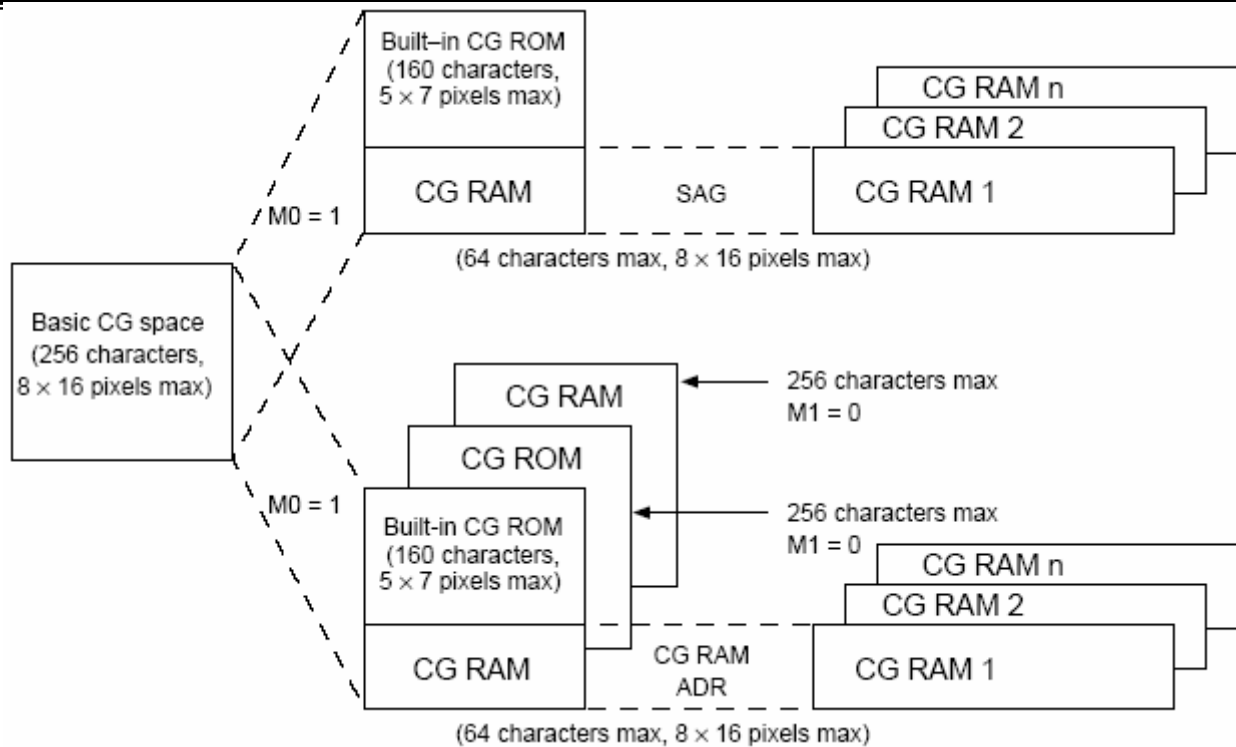 Built–in CG ROM
(160 characters,
5 × 7 pixels max)
CG RAM n
CG RAM 2
CG RAM
SAG
CG RAM 1
M0 = 1
(64 characters max, 8 × 16 pixels max)
Basic CG space
(256 characters,
8 × 16 pixels max)
CG RAM
256 characters max
M1 = 0
CG ROM
M0 = 1
Built-in CG ROM
(160 characters,
5 × 7 pixels max)
256 characters max
M1 = 0
CG RAM n
CG RAM 2
CG RAM
CG RAM
ADR
CG RAM 1
(64 characters max, 8 × 16 pixels max)